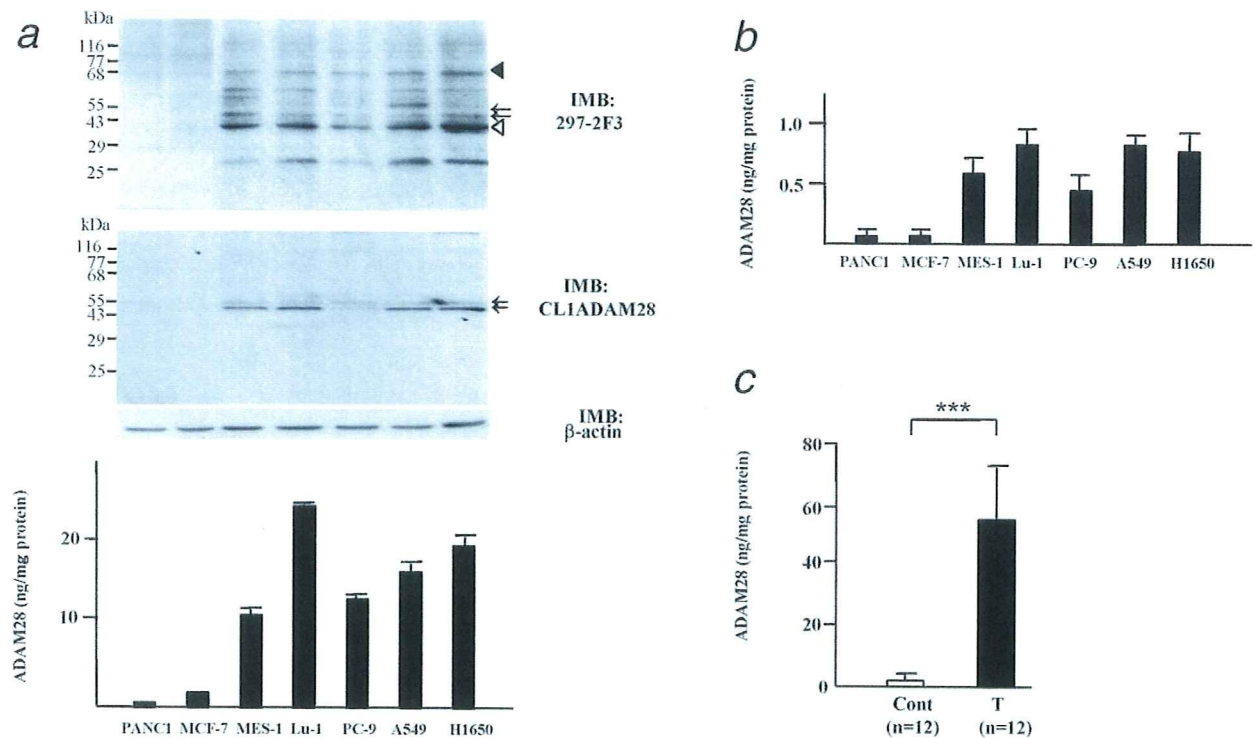 a
kDa
116
77
68
55
43
29
25
IMB:
297-2F3
kDa
116
77
68
55
43
29
25
IMB:
CL1ADAM28
IMB:
β-actin
ADAM28 (ng/mg protein)
20
10
PANC1 MCF-7 MES-1 Lu-1 PC-9 A549 H1650
b
ADAM28 (ng/mg protein)
1.0
0.5
PANC1 MCF-7 MES-1 Lu-1 PC-9 A549 H1650
c
***
ADAM28 (ng/mg protein)
80
60
40
20
0
Cont T
(n=12) (n=12)